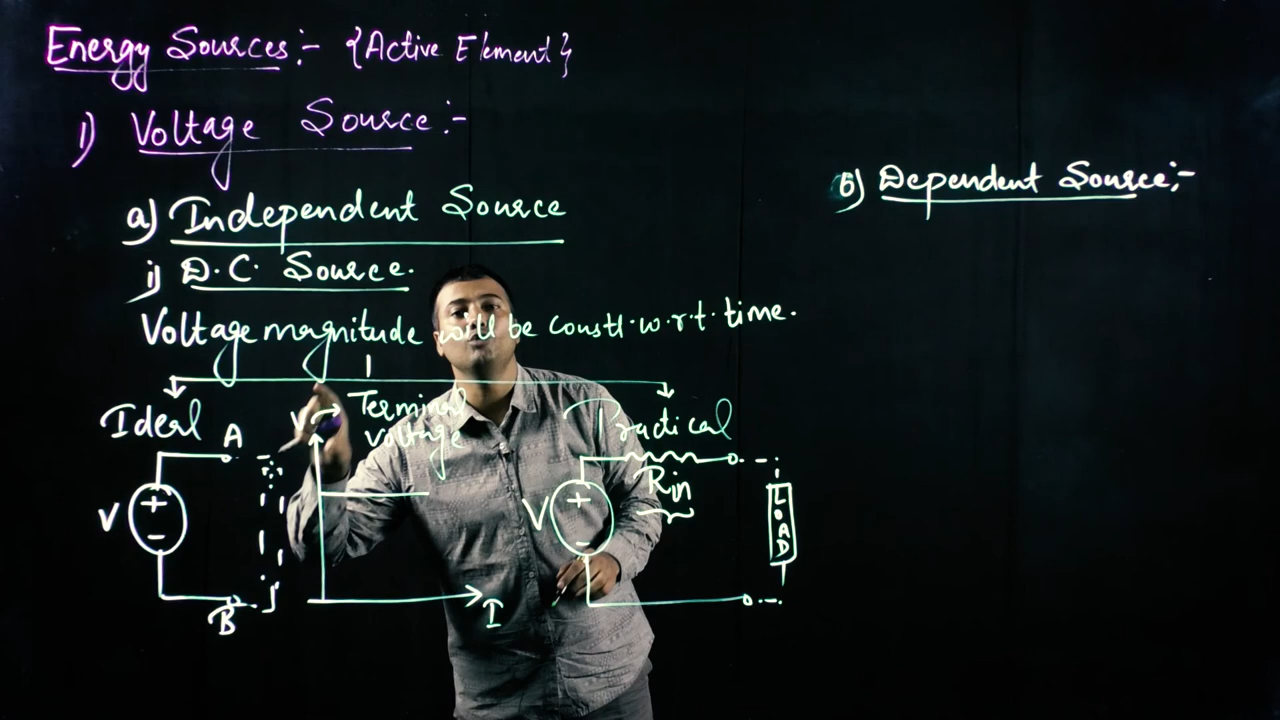 Energy Sources:- {Active Element}
1) Voltage Source:-
a) Independent Source
i) D.C. Source.
Voltage magnitude will be constt. w.r.t. time.
b) Dependent Source:-
Ideal
A
V
+
-
B
V
Terminal
voltage
I
Practical
Rin
V
+
-
LOAD